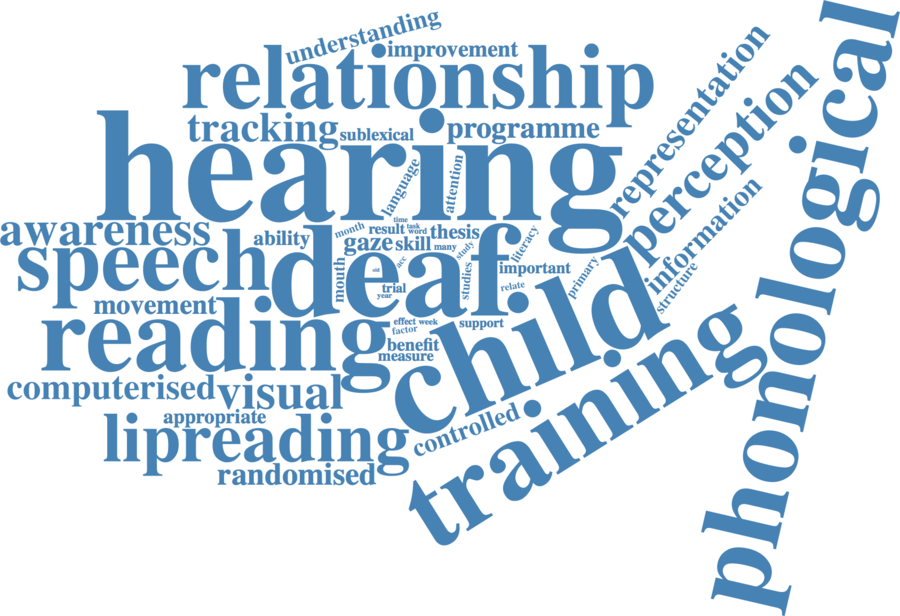 understanding
improvement
relationship
tracking
sublexical
programme
hearing
language
attention
representation
perception
phonological
information
awareness
ability
month
result
time
task
word
thesis
literacy
speech
gaze
skill
many
study
deaf
mouth
old
acc
trial
year
studies
important
relate
primary
structure
movement
reading
effect
week
factor
support
benefit
measure
child
training
computerised
visual
appropriate
lipreading
controlled
randomised